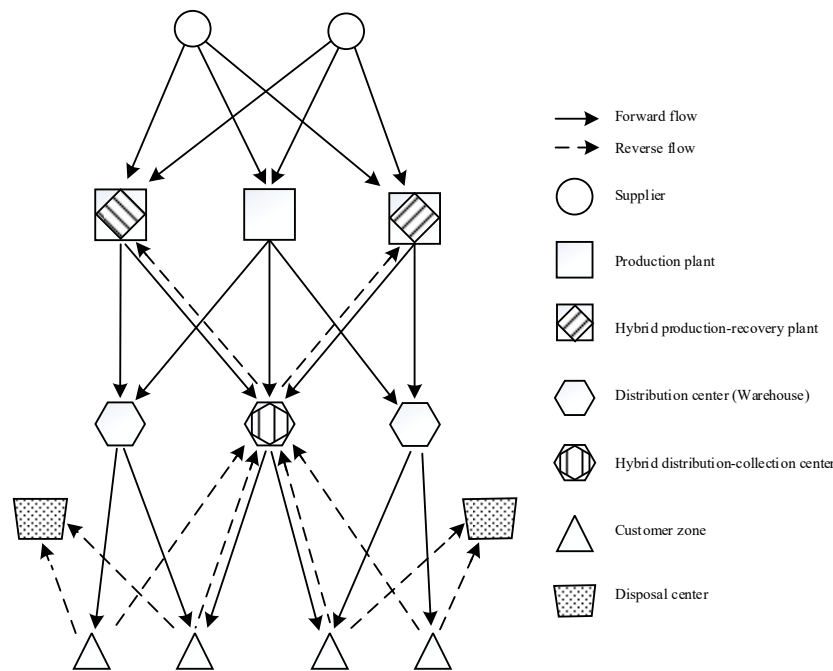 Forward flow
Reverse flow
Supplier
Production plant
Hybrid production-recovery plant
Distribution center (Warehouse)
Hybrid distribution-collection center
Customer zone
Disposal center